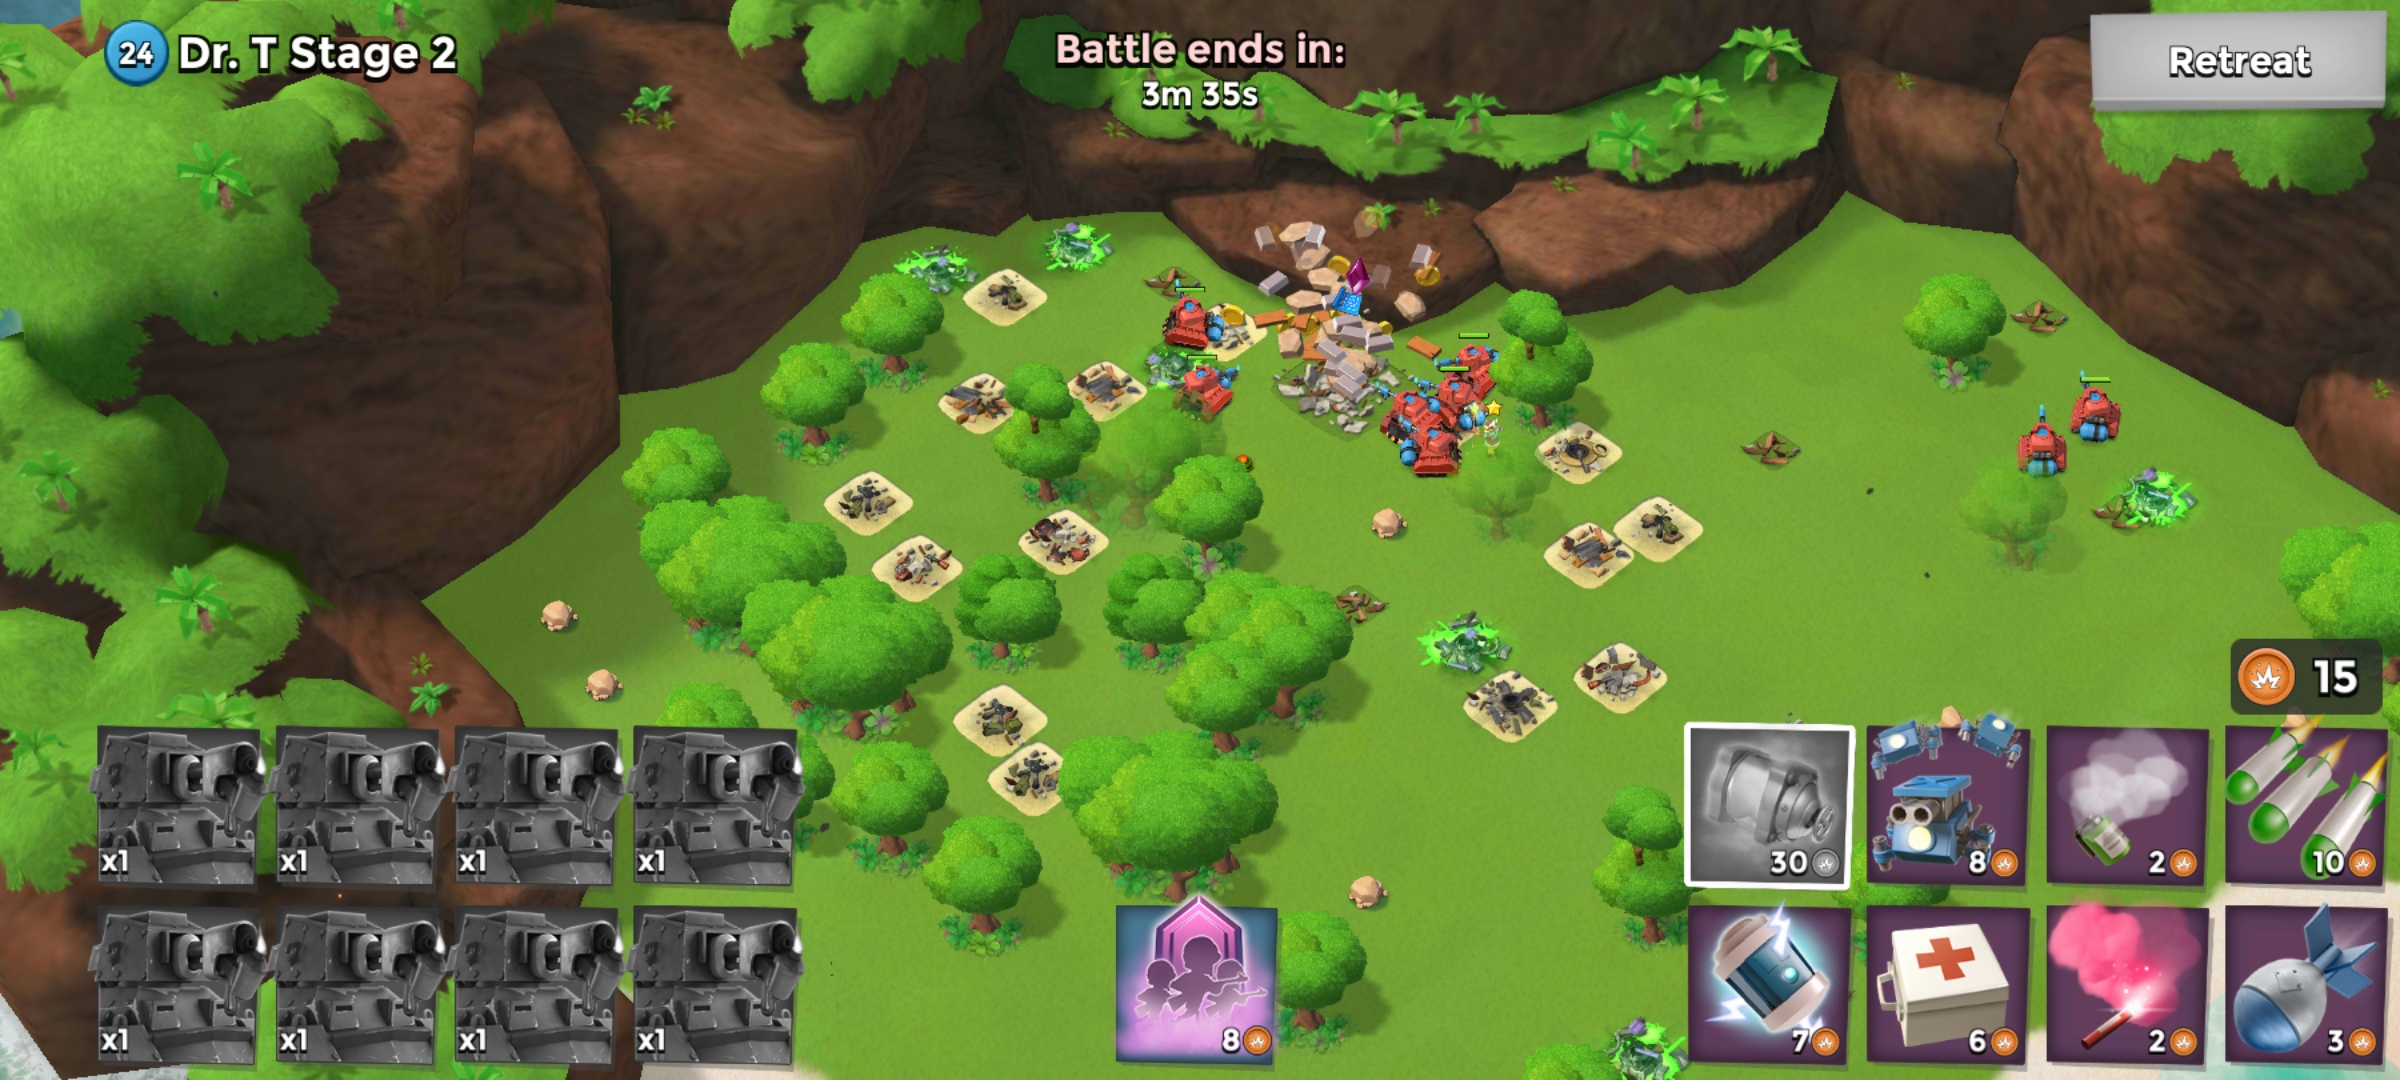 24 Dr. T Stage 2
Battle ends in:
3m 35s
Retreat
15
x1 x1 x1 x1
30 8 2 10
x1 x1 x1 x1
8
7 6 2 3